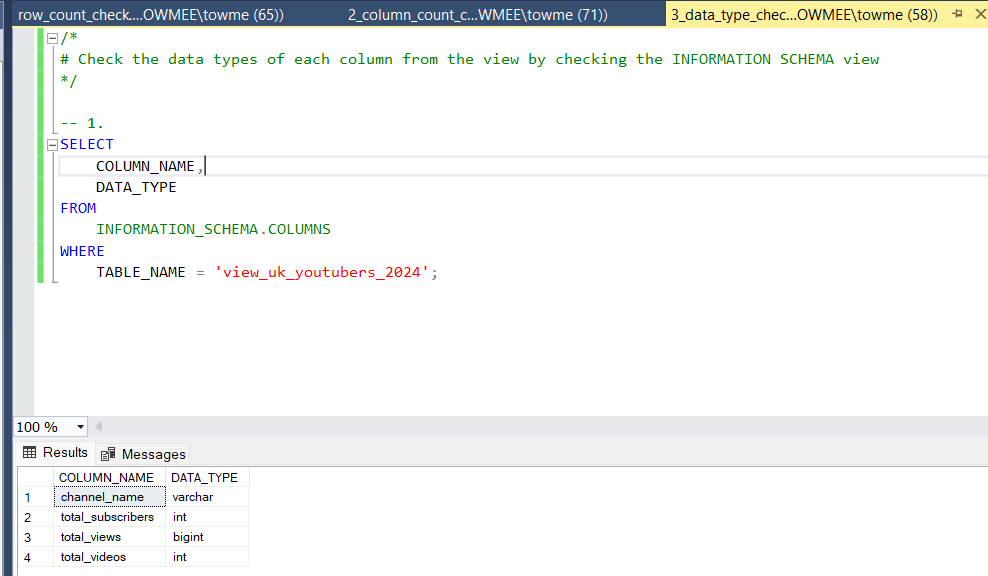 row_count_check....OWMEE\towme (65))
2_column_count_c...WMEE\towme (71))
3_data_type_chec...OWMEE\towme (58))
/*
# Check the data types of each column from the view by checking the INFORMATION SCHEMA view
*/
-- 1.
SELECT
COLUMN_NAME,
DATA_TYPE
FROM
INFORMATION_SCHEMA.COLUMNS
WHERE
TABLE_NAME = 'view_uk_youtubers_2024';
100 %
Results Messages
COLUMN_NAME DATA_TYPE
1 channel_name varchar
2 total_subscribers int
3 total_views bigint
4 total_videos int